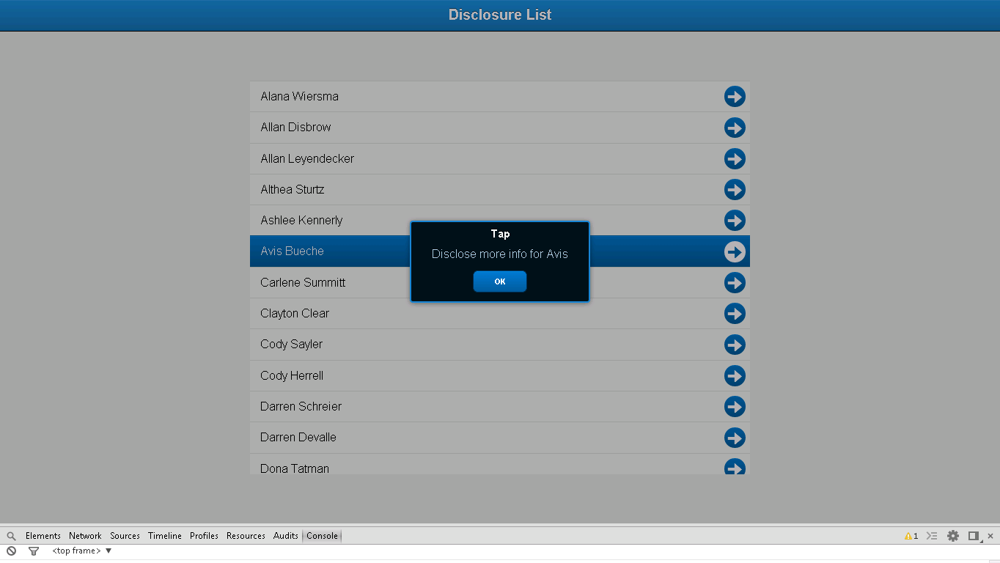 Disclosure List
Alana Wiersma
Allan Disbrow
Allan Leyendecker
Althea Sturtz
Ashlee Kennerly
Tap
Avis Bueche
Disclose more info for Avis
OK
Carlene Summitt
Clayton Clear
Cody Sayler
Cody Herrell
Darren Schreier
Darren Devalle
Dona Tatman
Elements Network Sources Timeline Profiles Resources Audits Console 1
<top frame>